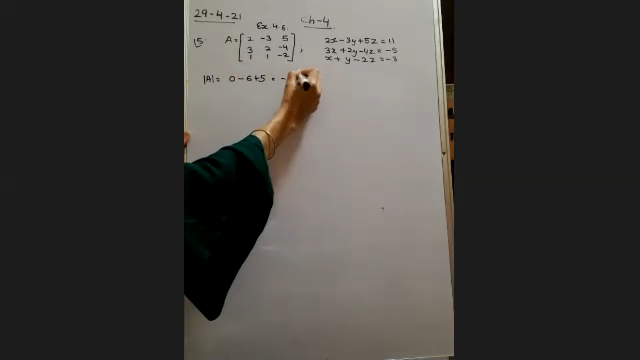 29-4-21
Ex 4.6. Ch-4
15. A = [ 2 -3 5 2x - 3y + 5z = 11
3 2 -4 3x + 2y - 4z = -5
1 1 -2 ] , x + y - 2z = -3
|A| = 0 - 6 + 5 = -